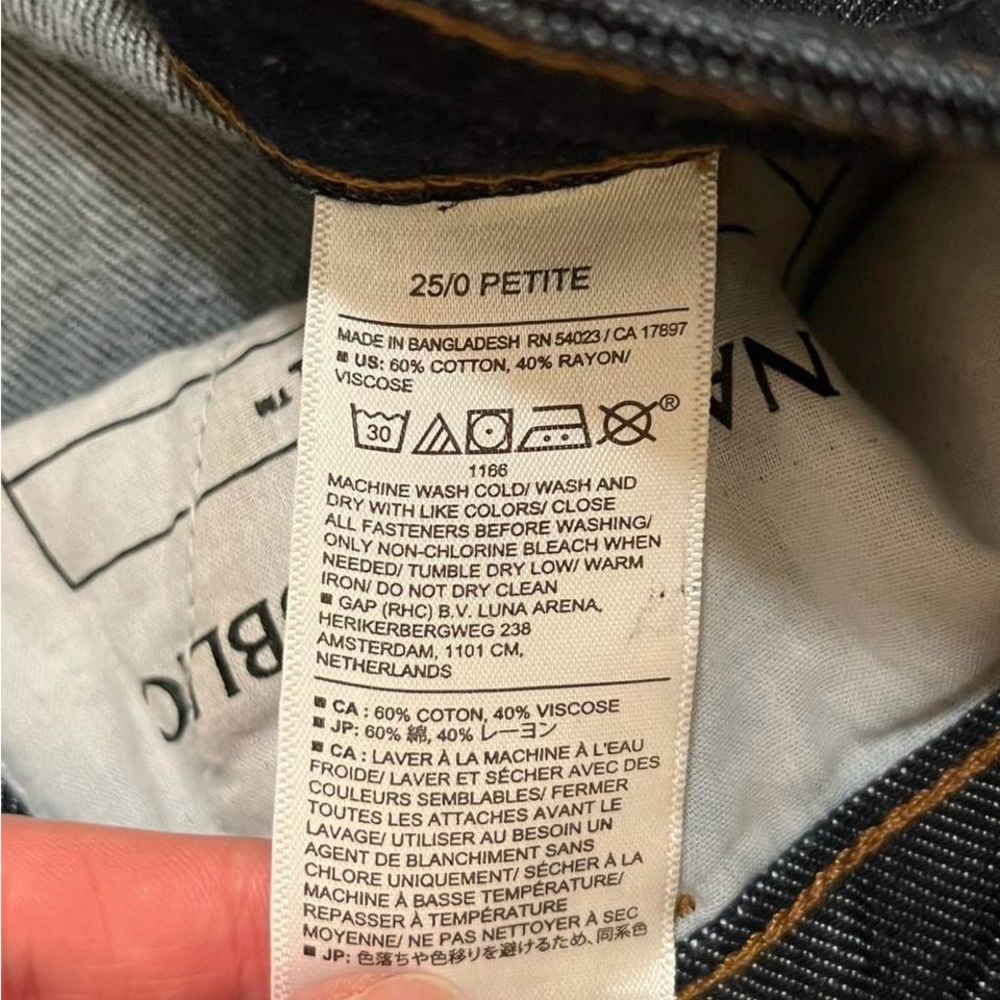 25/0 PETITE
MADE IN BANGLADESH RN 54023 / CA 17897
US: 60% COTTON, 40% RAYON/
VISCOSE
30
®
1166
MACHINE WASH COLD/ WASH AND
DRY WITH LIKE COLORS/ CLOSE
ALL FASTENERS BEFORE WASHING/
ONLY NON-CHLORINE BLEACH WHEN
NEEDED/ TUMBLE DRY LOW/ WARM
IRON/ DO NOT DRY CLEAN
GAP (RHC) B.V. LUNA ARENA,
HERIKERBERGWEG 238
AMSTERDAM, 1101 CM,
NETHERLANDS
CA : 60% COTON, 40% VISCOSE
JP: 60% 綿, 40% レーヨン
CA : LAVER À LA MACHINE À L'EAU
FROIDE/ LAVER ET SÉCHER AVEC DES
COULEURS SEMBLABLES/ FERMER
TOUTES LES ATTACHES AVANT LE
LAVAGE/ UTILISER AU BESOIN UN
AGENT DE BLANCHIMENT SANS
CHLORE UNIQUEMENT/ SÉCHER À LA
MACHINE À BASSE TEMPÉRATURE/
REPASSER À TEMPÉRATURE
MOYENNE/ NE PAS NETTOYER À SEC
JP: 色落ちや色移りを避けるため、同系色
TM
NA
BLIC